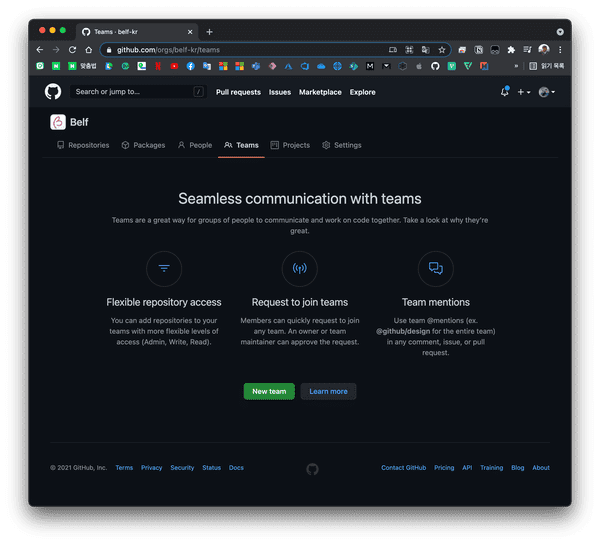 Teams · belf-kr
github.com/orgs/belf-kr/teams
맞춤법
»
읽기 목록
Search or jump to...
/
Pull requests
Issues
Marketplace
Explore
Belf
Repositories
Packages
People
Teams
Projects
Settings
Seamless communication with teams
Teams are a great way for groups of people to communicate and work on code together. Take a look at why they're
great.
Flexible repository access
You can add repositories to your
teams with more flexible levels of
access (Admin, Write, Read).
Request to join teams
Members can quickly request to join
any team. An owner or team
maintainer can approve the request.
Team mentions
Use team @mentions (ex.
@github/design for the entire team)
in any comment, issue, or pull
request.
New team
Learn more
© 2021 GitHub, Inc.
Terms
Privacy
Security
Status
Docs
Contact GitHub
Pricing
API
Training
Blog
About